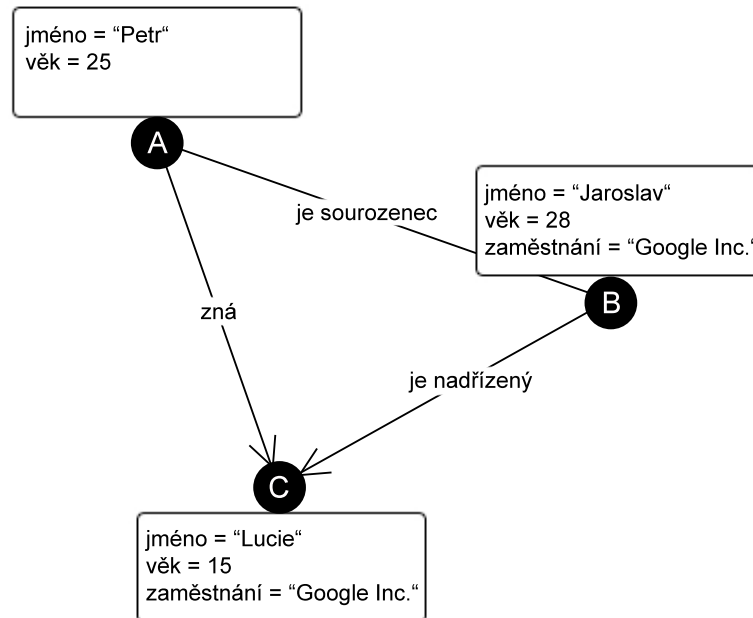 jméno = “Petr“
věk = 25
A
je sourozenec
jméno = “Jaroslav“
věk = 28
zaměstnání = “Google Inc.“
B
zná
je nadřízený
C
jméno = “Lucie“
věk = 15
zaměstnání = “Google Inc.“